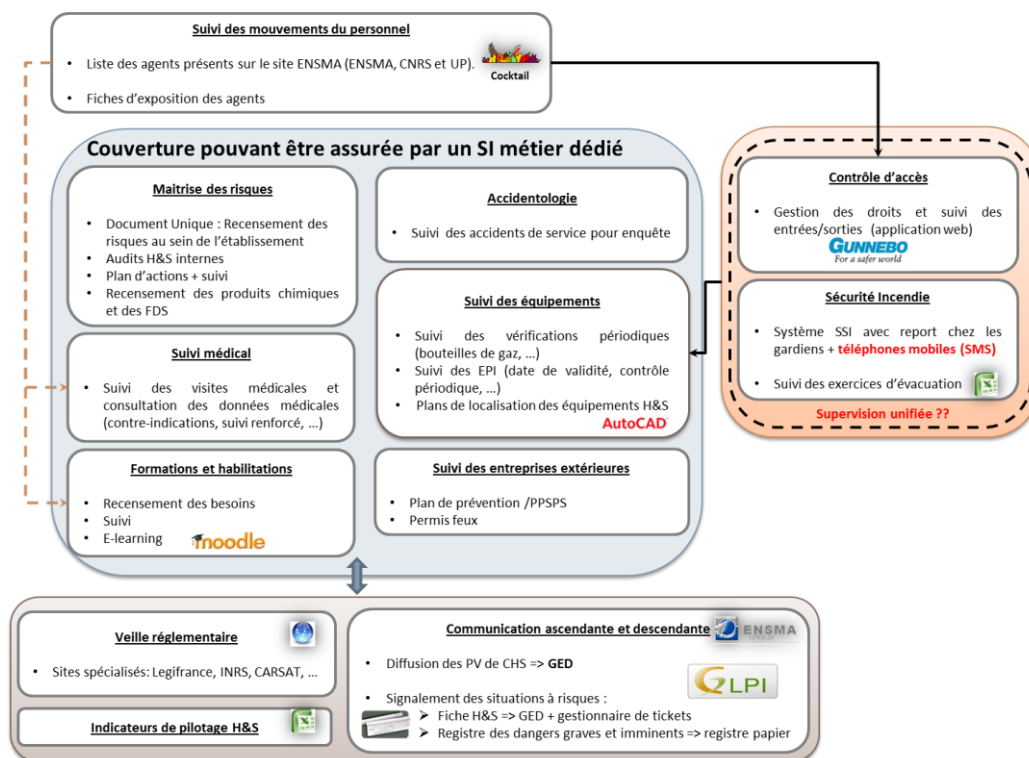 Suivi des mouvements du personnel
• Liste des agents présents sur le site ENSMA (ENSMA, CNRS et UP).
Cocktail
• Fiches d'exposition des agents
Couverture pouvant être assurée par un SI métier dédié
Maitrise des risques
• Document Unique : Recensement des
risques au sein de l'établissement
• Audits H&S internes
• Plan d'actions + suivi
• Recensement des produits chimiques
et des FDS
Suivi médical
• Suivi des visites médicales et
consultation des données médicales
(contre-indications, suivi renforcé, ...)
Formations et habilitations
• Recensement des besoins
• Suivi
• E-learning
moodle
Accidentologie
• Suivi des accidents de service pour enquête
Suivi des équipements
• Suivi des vérifications périodiques
(bouteilles de gaz, ...)
• Suivi des EPI (date de validité, contrôle
périodique, ...)
• Plans de localisation des équipements H&S
AutoCAD
Suivi des entreprises extérieures
• Plan de prévention /PPSPS
• Permis feux
Contrôle d'accès
• Gestion des droits et suivi des
entrées/sorties (application web)
GUNNEBO
For a safer world
Sécurité Incendie
• Système SSI avec report chez les
gardiens + téléphones mobiles (SMS)
• Suivi des exercices d'évacuation
Supervision unifiée ??
Veille réglementaire
• Sites spécialisés: Legifrance, INRS, CARSAT, ...
Indicateurs de pilotage H&S
Communication ascendante et descendante
ENSMA
• Diffusion des PV de CHS => GED
GLPI
• Signalement des situations à risques :
➢ Fiche H&S => GED + gestionnaire de tickets
➢ Registre des dangers graves et imminents => registre papier